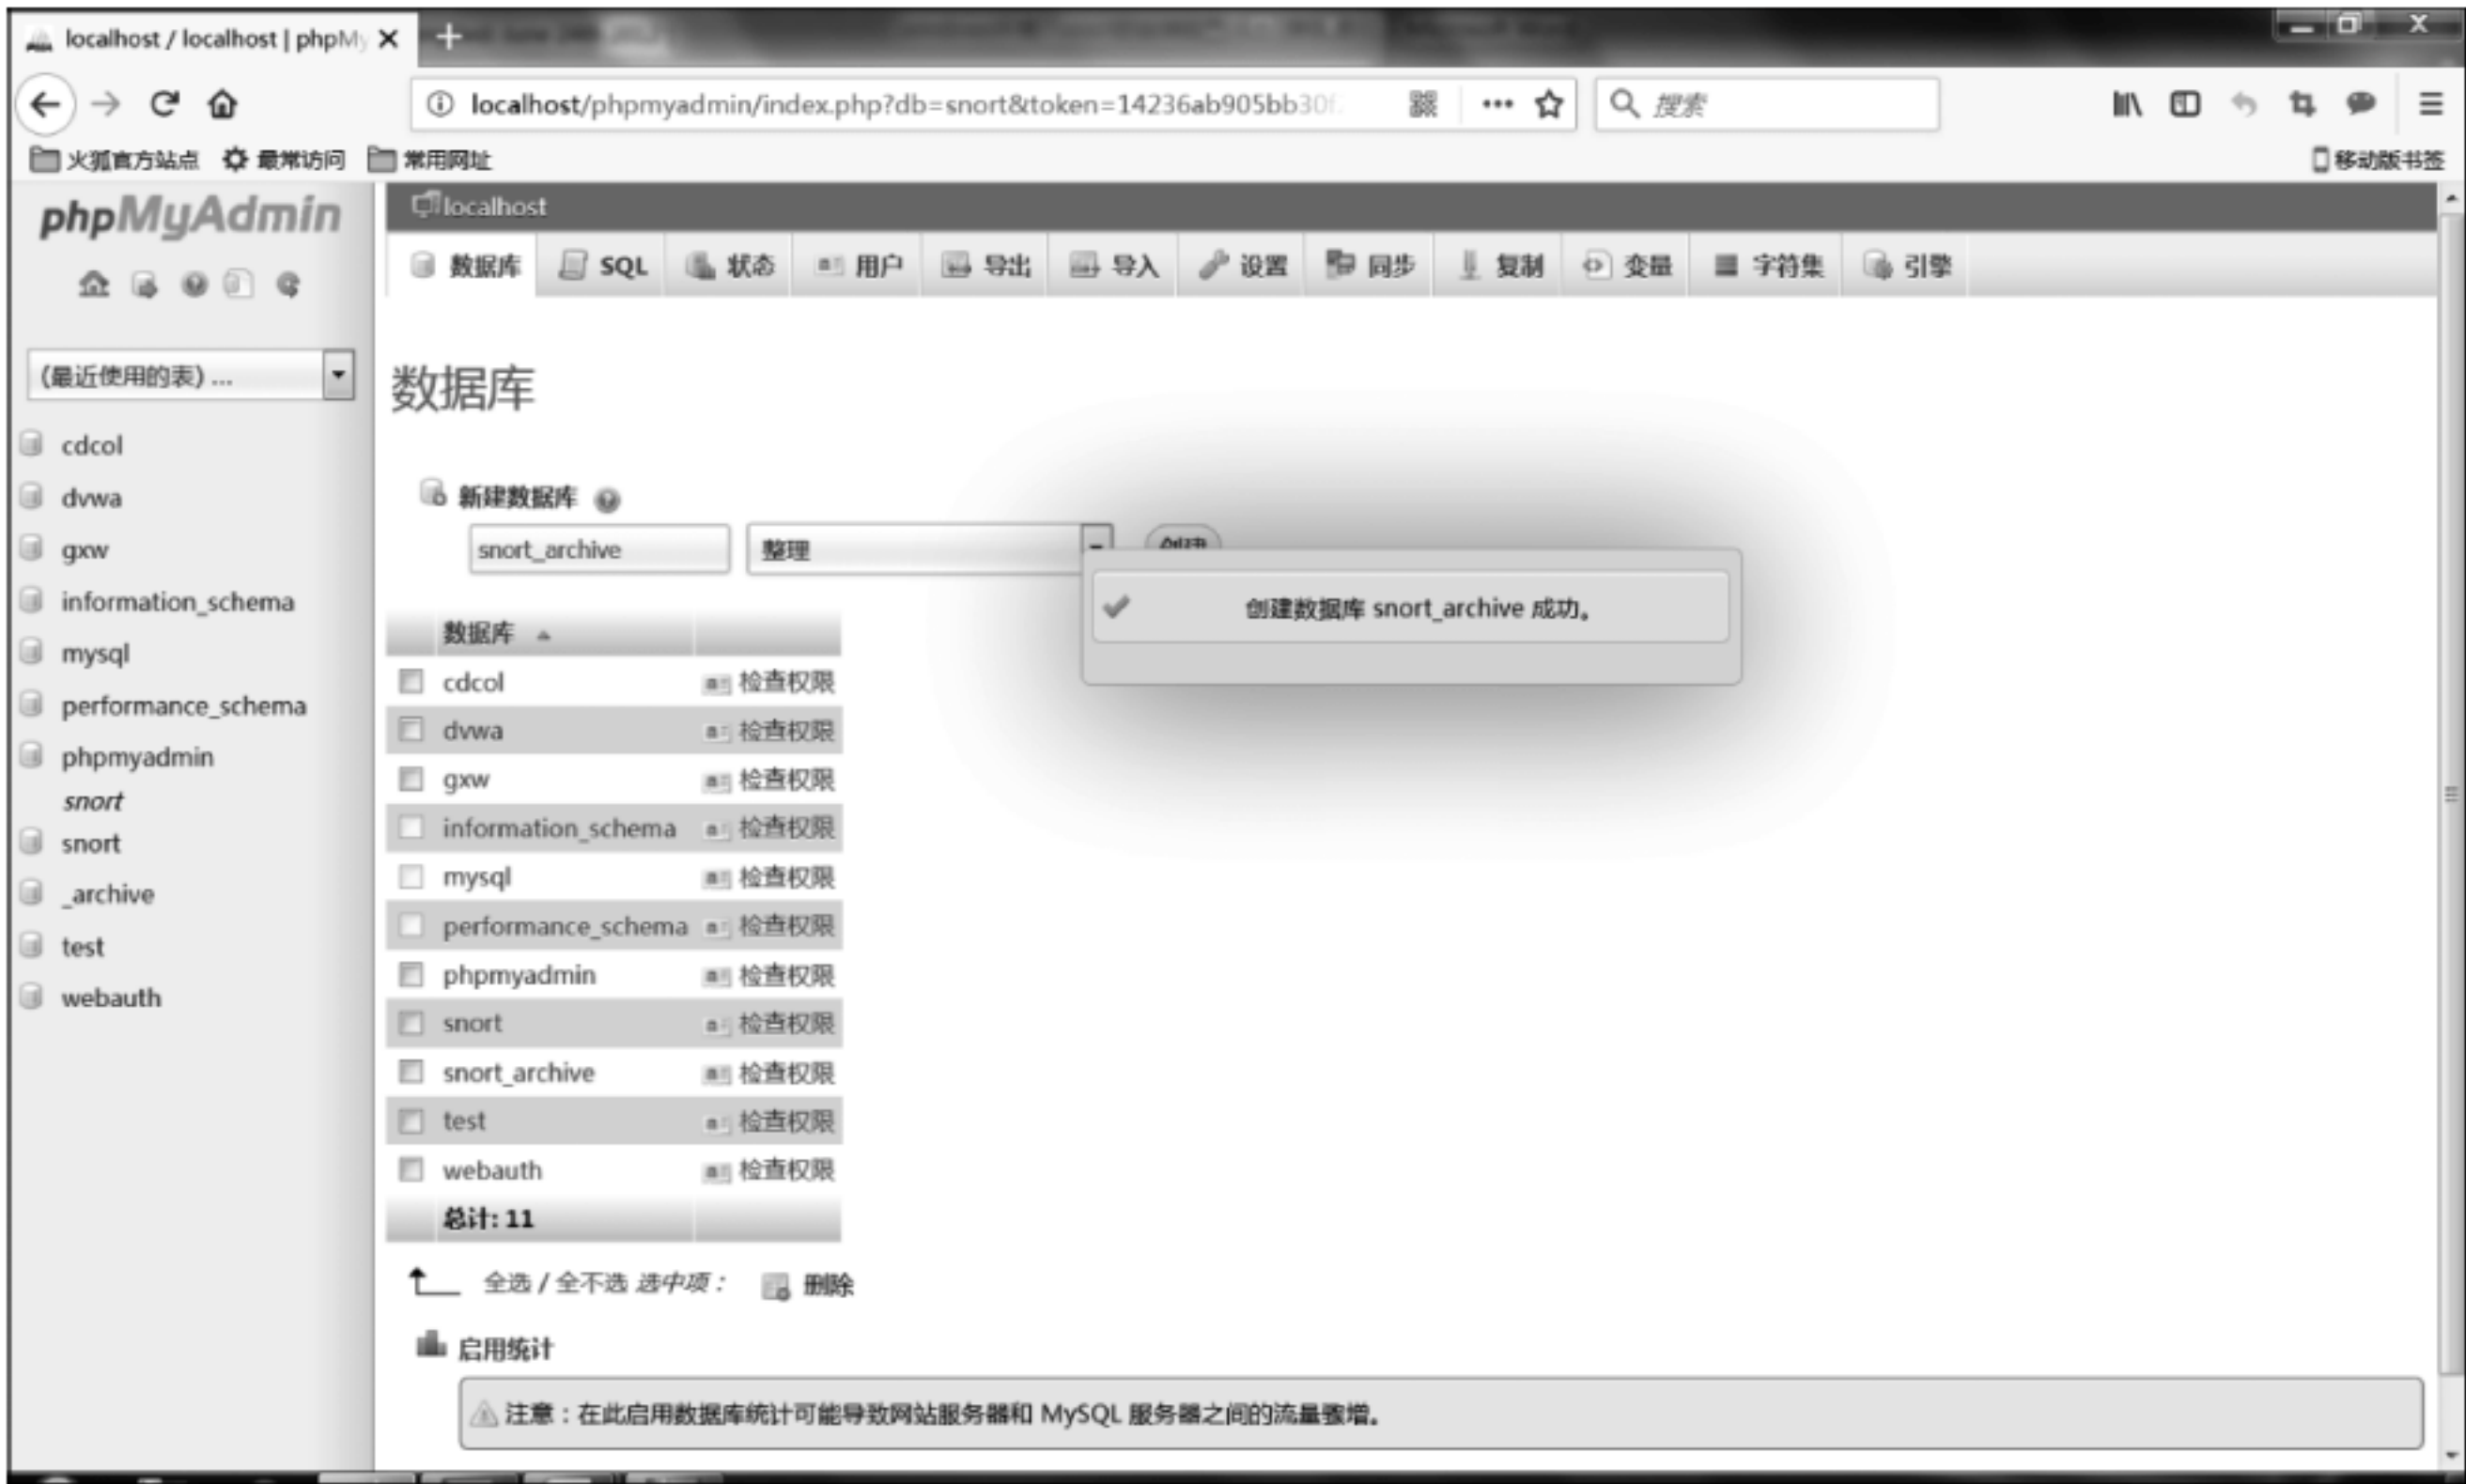 localhost / localhost | phpMy
localhost/phpmyadmin/index.php?db=snort&token=14236ab905bb30f
搜索
火狐官方站点 最常访问 常用网址 移动版书签
phpMyAdmin
(最近使用的表) ...
cdcol
dvwa
gxw
information_schema
mysql
performance_schema
phpmyadmin
snort
snort
_archive
test
webauth
localhost
数据库 SQL 状态 用户 导出 导入 设置 同步 复制 变量 字符集 引擎
数据库
新建数据库
snort_archive 整理 创建
创建数据库 snort_archive 成功。
数据库
cdcol 检查权限
dvwa 检查权限
gxw 检查权限
information_schema 检查权限
mysql 检查权限
performance_schema 检查权限
phpmyadmin 检查权限
snort 检查权限
snort_archive 检查权限
test 检查权限
webauth 检查权限
总计: 11
全选 / 全不选 选中项： 删除
启用统计
注意：在此启用数据库统计可能导致网站服务器和 MySQL 服务器之间的流量骤增。